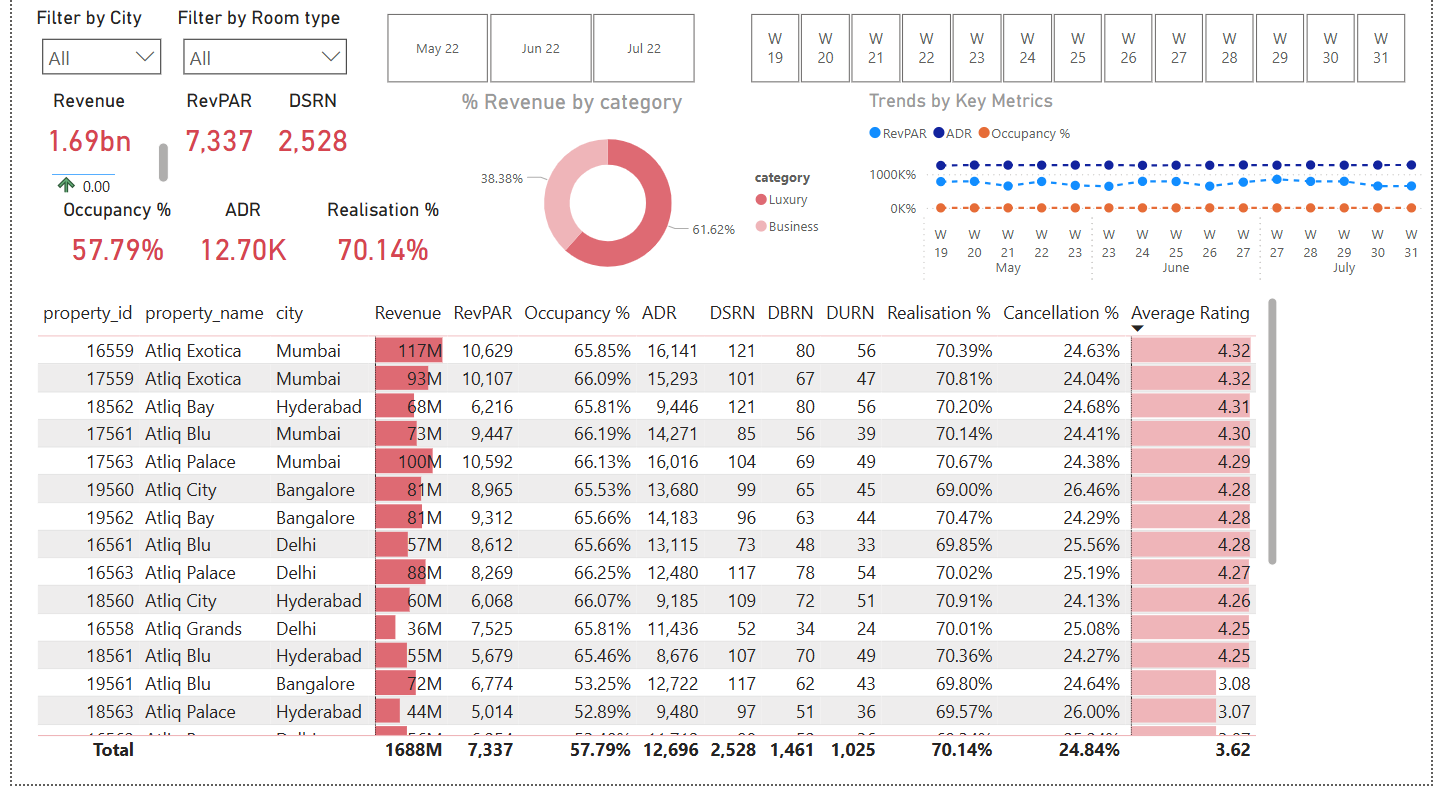 Filter by City
All
Filter by Room type
All
May 22
Jun 22
Jul 22
W 19
W 20
W 21
W 22
W 23
W 24
W 25
W 26
W 27
W 28
W 29
W 30
W 31
Revenue
1.69bn
0.00
RevPAR
7,337
DSRN
2,528
Occupancy %
57.79%
ADR
12.70K
Realisation %
70.14%
% Revenue by category
38.38%
61.62%
category
Luxury
Business
Trends by Key Metrics
RevPAR ADR Occupancy %
1000K%
0K%
W W W W W W W W W W W W W W W
19 20 21 22 23 23 24 25 26 27 27 28 29 30 31
May June July
property_id property_name city Revenue RevPAR Occupancy % ADR DSRN DBRN DURN Realisation % Cancellation % Average Rating
16559 Atliq Exotica Mumbai 117M 10,629 65.85% 16,141 121 80 56 70.39% 24.63% 4.32
17559 Atliq Exotica Mumbai 93M 10,107 66.09% 15,293 101 67 47 70.81% 24.04% 4.32
18562 Atliq Bay Hyderabad 68M 6,216 65.81% 9,446 121 80 56 70.20% 24.68% 4.31
17561 Atliq Blu Mumbai 73M 9,447 66.19% 14,271 85 56 39 70.14% 24.41% 4.30
17563 Atliq Palace Mumbai 100M 10,592 66.13% 16,016 104 69 49 70.67% 24.38% 4.29
19560 Atliq City Bangalore 81M 8,965 65.53% 13,680 99 65 45 69.00% 26.46% 4.28
19562 Atliq Bay Bangalore 81M 9,312 65.66% 14,183 96 63 44 70.47% 24.29% 4.28
16561 Atliq Blu Delhi 57M 8,612 65.66% 13,115 73 48 33 69.85% 25.56% 4.28
16563 Atliq Palace Delhi 88M 8,269 66.25% 12,480 117 78 54 70.02% 25.19% 4.27
18560 Atliq City Hyderabad 60M 6,068 66.07% 9,185 109 72 51 70.91% 24.13% 4.26
16558 Atliq Grands Delhi 36M 7,525 65.81% 11,436 52 34 24 70.01% 25.08% 4.25
18561 Atliq Blu Hyderabad 55M 5,679 65.46% 8,676 107 70 49 70.36% 24.27% 4.25
19561 Atliq Blu Bangalore 72M 6,774 53.25% 12,722 117 62 43 69.80% 24.64% 3.08
18563 Atliq Palace Hyderabad 44M 5,014 52.89% 9,480 97 51 36 69.57% 26.00% 3.07
Total 1688M 7,337 57.79% 12,696 2,528 1,461 1,025 70.14% 24.84% 3.62